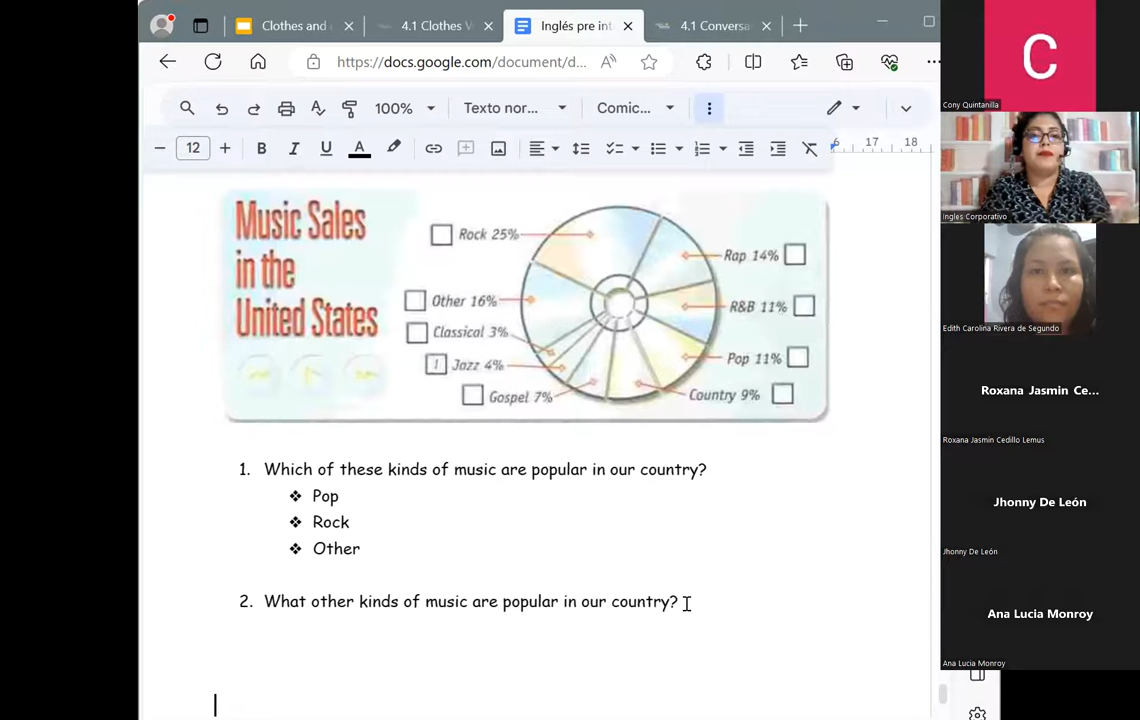 Clothes and
4.1 Clothes V
Inglés pre int
4.1 Conversa
https://docs.google.com/document/d...
100%
Texto nor...
Comic...
12
17 18
Music Sales
in the
United States
Rock 25%
Other 16%
Classical 3%
1 Jazz 4%
Gospel 7%
Rap 14%
R&B 11%
Pop 11%
Country 9%
1. Which of these kinds of music are popular in our country?
❖ Pop
❖ Rock
❖ Other
2. What other kinds of music are popular in our country?
C
Cony Quintanilla
Ingles Corporativo
Edith Carolina Rivera de Segundo
Roxana Jasmin Ce...
Roxana Jasmin Cedillo Lemus
Jhonny De León
Jhonny De León
Ana Lucia Monroy
Ana Lucia Monroy